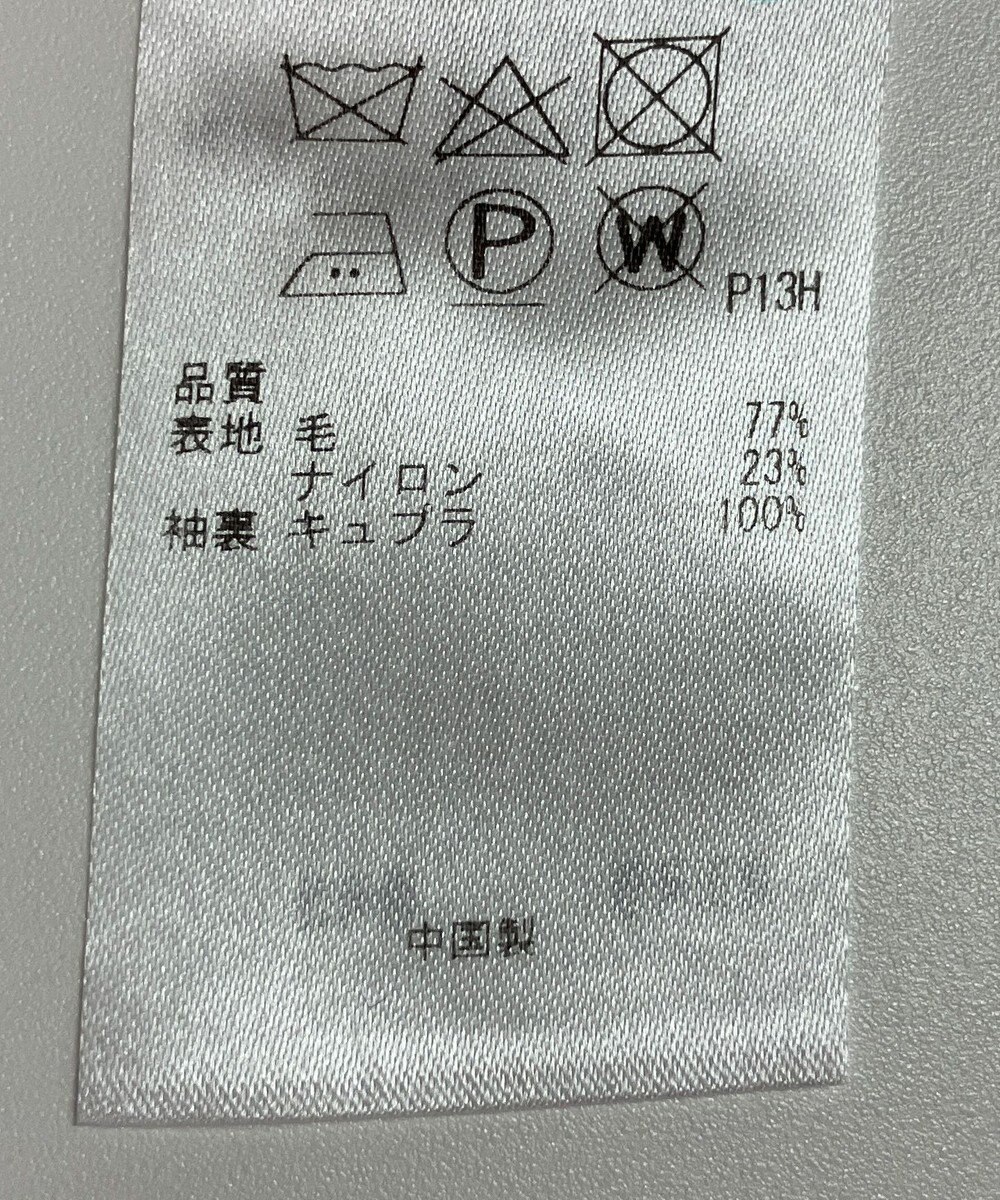 P
W
P13H
品質
表地 毛 77%
ナイロン 23%
袖裏 キュプラ 100%
中国製